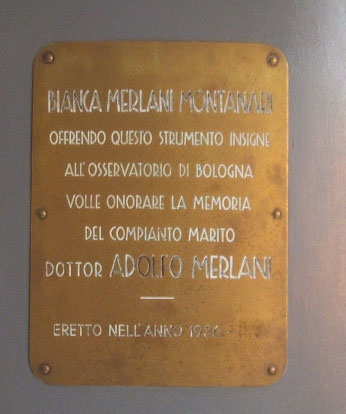 BIANCA MERLANI MONTANARI
OFFRENDO QUESTO STRUMENTO INSIGNE
ALL'OSSERVATORIO DI BOLOGNA
VOLLE ONORARE LA MEMORIA
DEL COMPIANTO MARITO
DOTTOR ADOLFO MERLANI
ERETTO NELL'ANNO